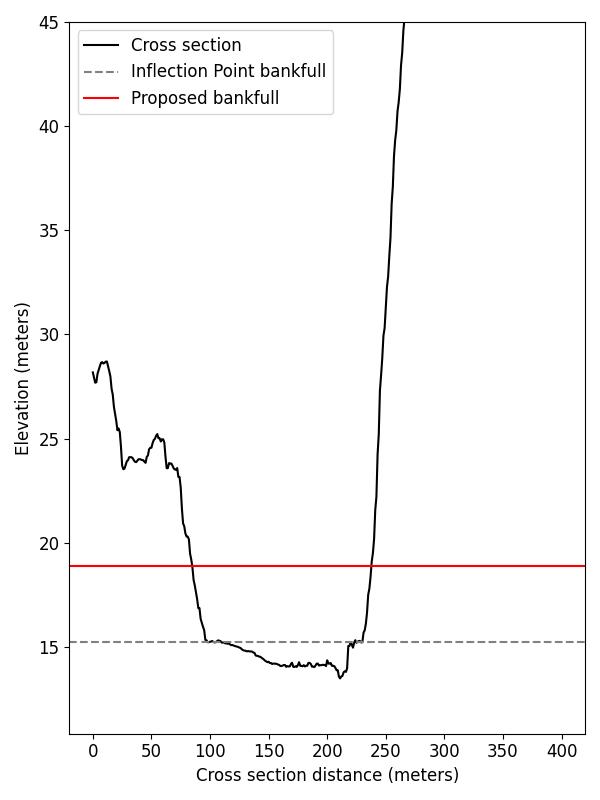 45
40
35
30
25
20
15
Elevation (meters)
Cross section
Inflection Point bankfull
Proposed bankfull
0 50 100 150 200 250 300 350 400
Cross section distance (meters)